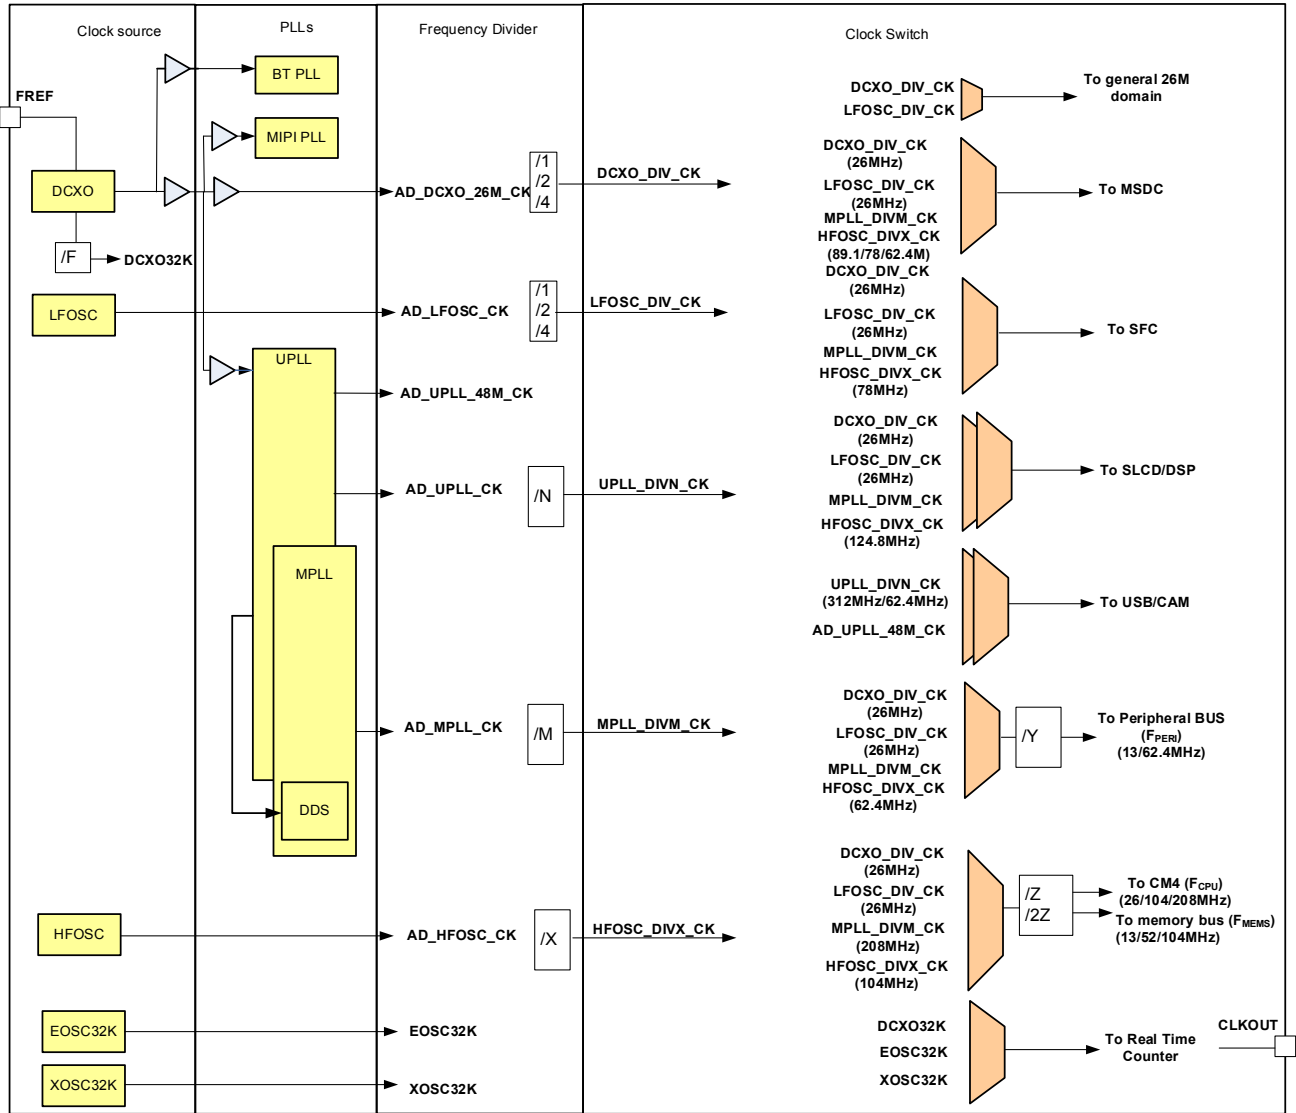 Clock source
PLLs
Frequency Divider
Clock Switch
FREF
DCXO
/F
DCXO32K
LFOSC
HFOSC
EOSC32K
XOSC32K
BT PLL
MIPI PLL
UPLL
MPLL
DDS
AD_DCXO_26M_CK
/1
/2
/4
AD_LFOSC_CK
/1
/2
/4
AD_UPLL_48M_CK
AD_UPLL_CK
/N
AD_MPLL_CK
/M
AD_HFOSC_CK
/X
EOSC32K
XOSC32K
DCXO_DIV_CK
LFOSC_DIV_CK
UPLL_DIVN_CK
MPLL_DIVM_CK
HFOSC_DIVX_CK
DCXO_DIV_CK
LFOSC_DIV_CK
To general 26M
domain
DCXO_DIV_CK
(26MHz)
LFOSC_DIV_CK
(26MHz)
MPLL_DIVM_CK
HFOSC_DIVX_CK
(89.1/78/62.4M)
To MSDC
DCXO_DIV_CK
(26MHz)
LFOSC_DIV_CK
(26MHz)
MPLL_DIVM_CK
HFOSC_DIVX_CK
(78MHz)
To SFC
DCXO_DIV_CK
(26MHz)
LFOSC_DIV_CK
(26MHz)
MPLL_DIVM_CK
HFOSC_DIVX_CK
(124.8MHz)
To SLCD/DSP
UPLL_DIVN_CK
(312MHz/62.4MHz)
AD_UPLL_48M_CK
To USB/CAM
DCXO_DIV_CK
(26MHz)
LFOSC_DIV_CK
(26MHz)
MPLL_DIVM_CK
HFOSC_DIVX_CK
(62.4MHz)
/Y
To Peripheral BUS
(FPERI)
(13/62.4MHz)
DCXO_DIV_CK
(26MHz)
LFOSC_DIV_CK
(26MHz)
MPLL_DIVM_CK
(208MHz)
HFOSC_DIVX_CK
(104MHz)
/Z
/2Z
To CM4 (FCPU)
(26/104/208MHz)
To memory bus (FMEMS)
(13/52/104MHz)
DCXO32K
EOSC32K
XOSC32K
To Real Time
Counter
CLKOUT